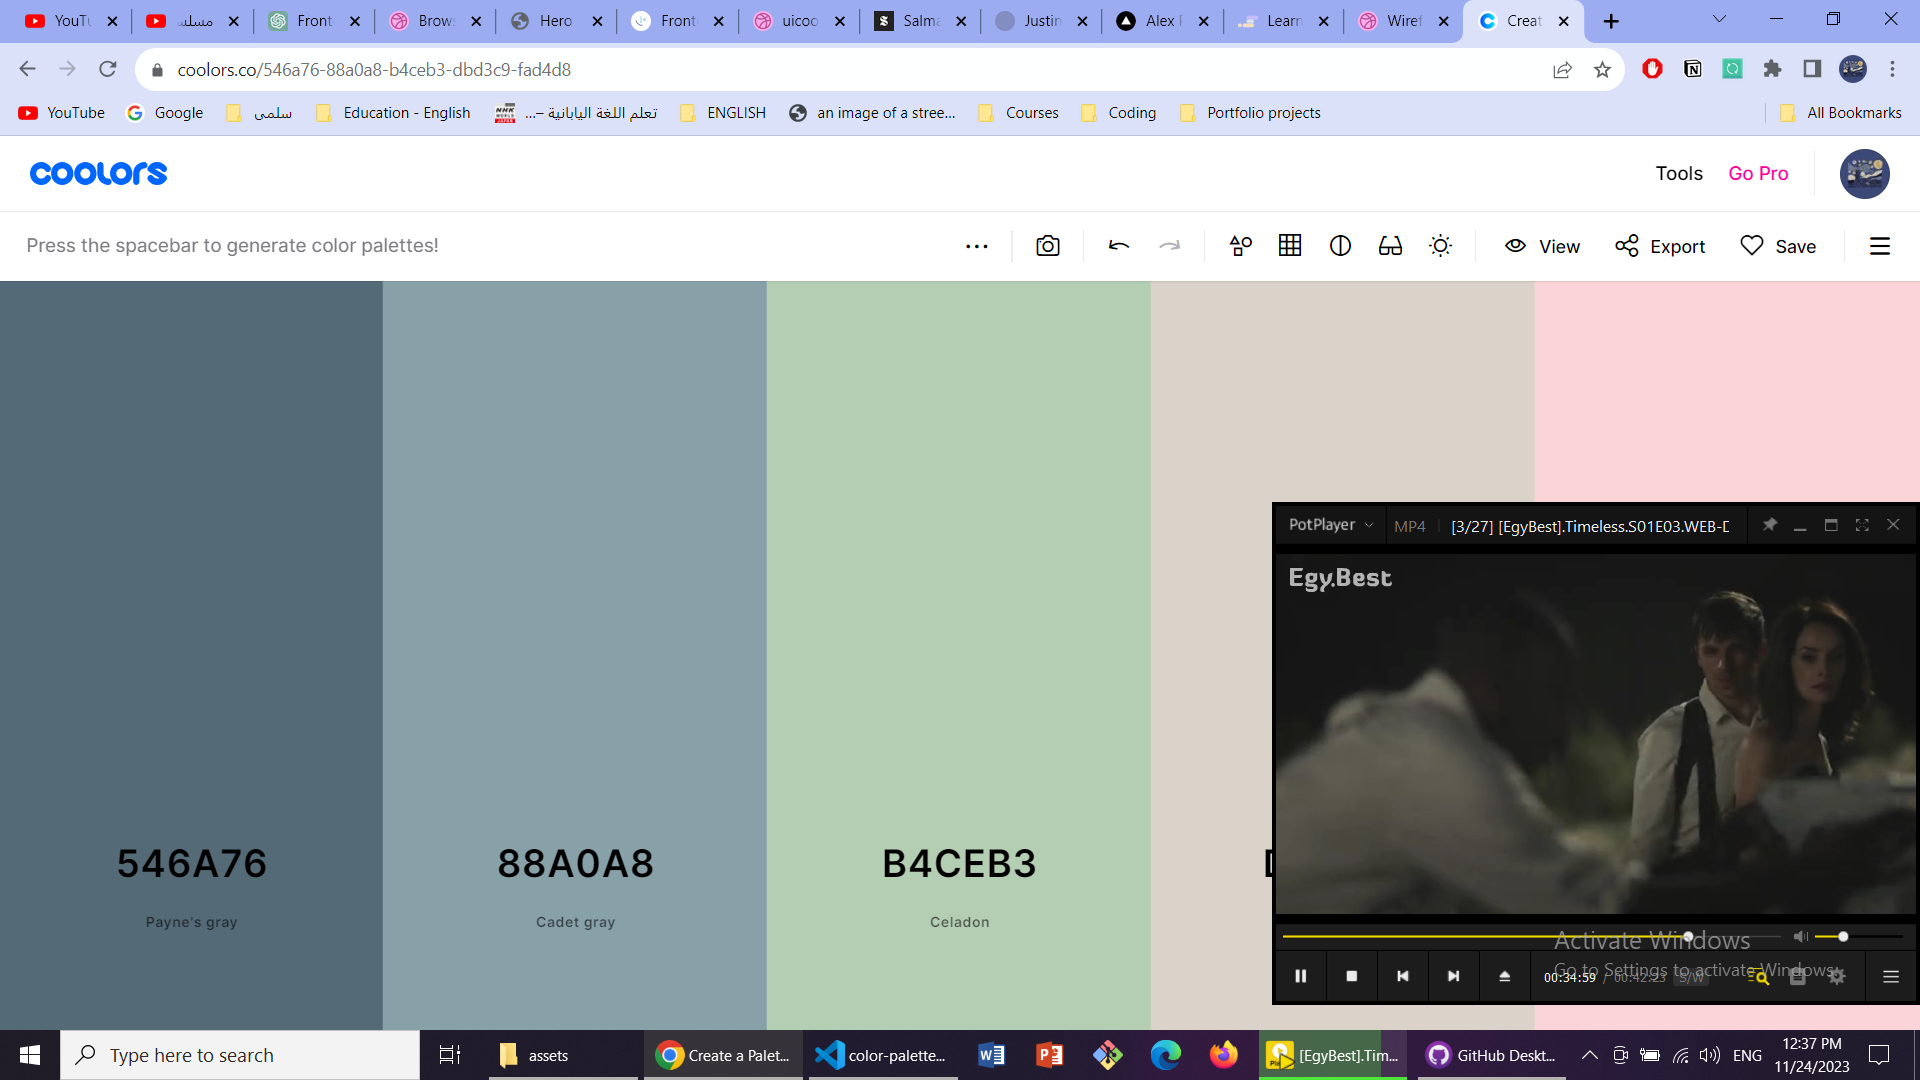 YouTu
مسلس
Front
Brow
Hero
Front
uicoo
Salma
Justin
Alex
Learn
Wiref
Creat
coolors.co/546a76-88a0a8-b4ceb3-dbd3c9-fad4d8
YouTube
Google
سلمى
Education - English
تعلم اللغة اليابانية –...
ENGLISH
an image of a stree...
Courses
Coding
Portfolio projects
All Bookmarks
coolors
Tools
Go Pro
Press the spacebar to generate color palettes!
View
Export
Save
PotPlayer
MP4
[3/27] [EgyBest].Timeless.S01E03.WEB-D
Egy.Best
546A76
88A0A8
B4CEB3
Payne's gray
Cadet gray
Celadon
Activate Windows
Go to Settings to activate Windows.
00:34:59 / 00:42:23 S/W
Type here to search
assets
Create a Palet...
color-palette...
[EgyBest].Tim...
GitHub Deskt...
ENG
12:37 PM
11/24/2023